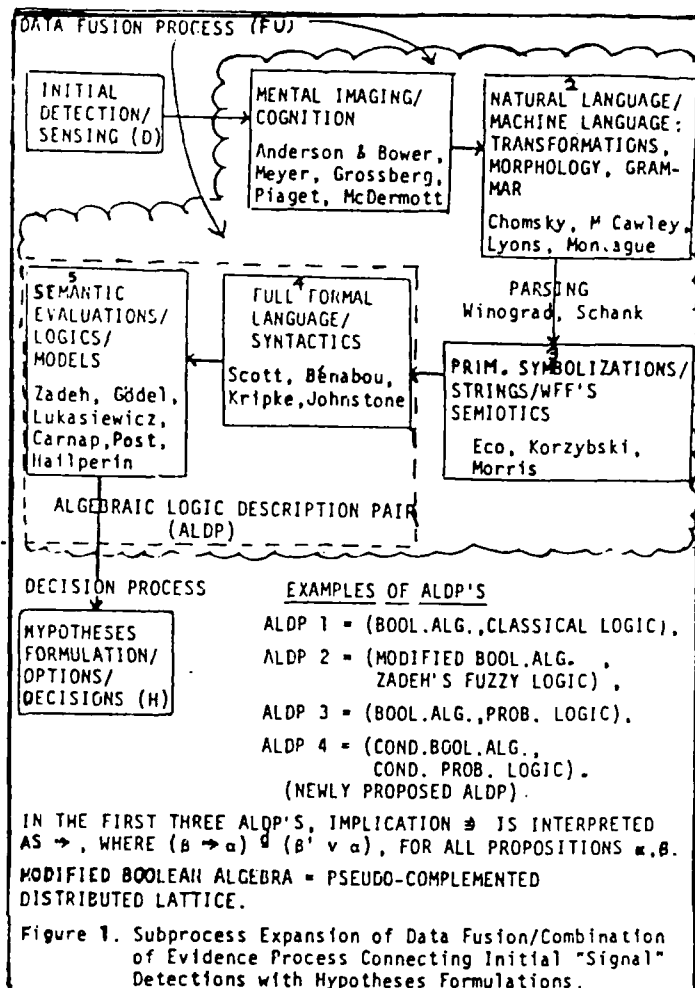 DATA FUSION PROCESS (FU)
INITIAL
DETECTION/
SENSING (D)
MENTAL IMAGING/
COGNITION
Anderson & Bower,
Meyer, Grossberg,
Piaget, McDermott
2
NATURAL LANGUAGE/
MACHINE LANGUAGE:
TRANSFORMATIONS,
MORPHOLOGY, GRAM-
MAR
Chomsky, M Cawley,
Lyons, Mon.ague
PARSING
Winograd, Schank
PRIM. SYMBOLIZATIONS/
STRINGS/WFF'S
SEMIOTICS
Eco, Korzybski,
Morris
4
FULL FORMAL
LANGUAGE/
SYNTACTICS
Scott, Bénabou,
Kripke, Johnstone
5
SEMANTIC
EVALUATIONS/
LOGICS/
MODELS
Zadeh, Gödel,
Lukasiewicz,
Carnap, Post,
Hailperin
ALGEBRAIC LOGIC DESCRIPTION PAIR
(ALDP)
DECISION PROCESS
HYPOTHESES
FORMULATION/
OPTIONS/
DECISIONS (H)
EXAMPLES OF ALDP'S
ALDP 1 = (BOOL.ALG.,CLASSICAL LOGIC),
ALDP 2 = (MODIFIED BOOL.ALG. ,
ZADEH'S FUZZY LOGIC) ,
ALDP 3 = (BOOL.ALG.,PROB. LOGIC),
ALDP 4 = (COND.BOOL.ALG.,
COND. PROB. LOGIC).
(NEWLY PROPOSED ALDP).
IN THE FIRST THREE ALDP'S, IMPLICATION IS INTERPRETED
AS →, WHERE (β → α) (β' v α), FOR ALL PROPOSITIONS α,β.
MODIFIED BOOLEAN ALGEBRA = PSEUDO-COMPLEMENTED
DISTRIBUTED LATTICE.
Figure 1. Subprocess Expansion of Data Fusion/Combination
of Evidence Process Connecting Initial "Signal"
Detections with Hypotheses Formulations.